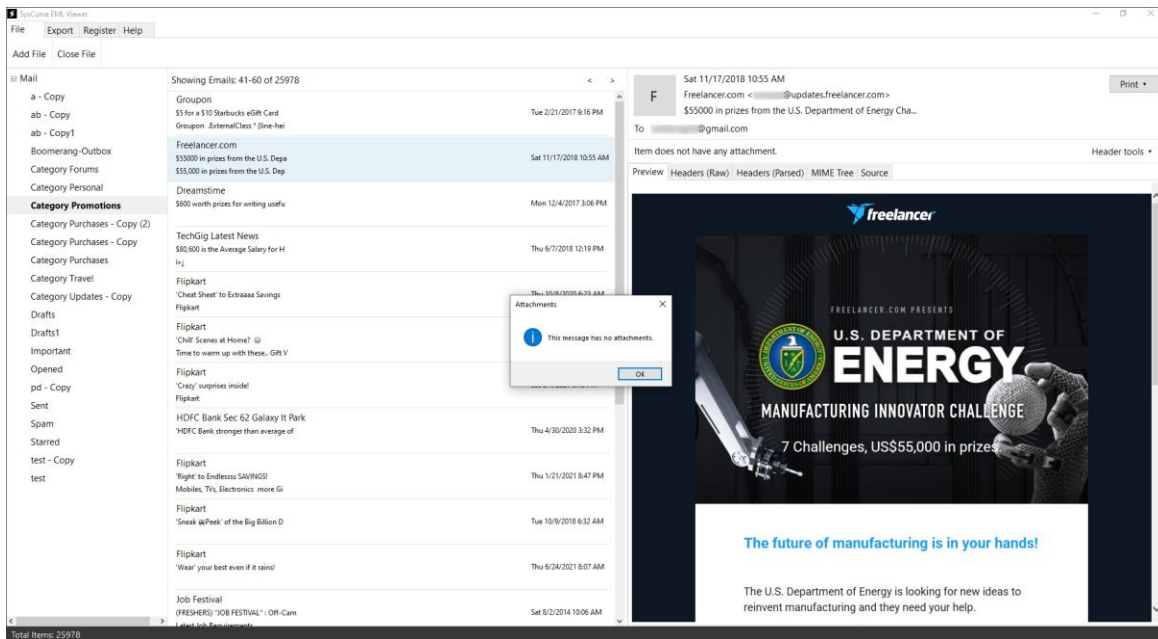 SysCurve EML Viewer
File Export Register Help
Add File Close File
Mail
a - Copy
ab - Copy
ab - Copy1
Boomerang-Outbox
Category Forums
Category Personal
Category Promotions
Category Purchases - Copy (2)
Category Purchases - Copy
Category Purchases
Category Travel
Category Updates - Copy
Drafts
Drafts1
Important
Opened
pd - Copy
Sent
Spam
Starred
test - Copy
test
Showing Emails: 41-60 of 25978 < >
Groupon
$5 for a $10 Starbucks eGift Card Tue 2/21/2017 9:16 PM
Groupon .ExternalClass * {line-hei
Freelancer.com
$55000 in prizes from the U.S. Depa Sat 11/17/2018 10:55 AM
$55,000 in prizes from the U.S. Dep
Dreamstime
$600 worth prizes for writing usefu Mon 12/4/2017 3:06 PM
TechGig Latest News
$80,600 is the Average Salary for H Thu 6/7/2018 12:19 PM
Flipkart
'Cheat Sheet' to Extraaaa Savings
Flipkart
Flipkart
'Chill' Scenes at Home? 😀
Time to warm up with these.. Gift V
Flipkart
'Crazy' surprises inside!
Flipkart
HDFC Bank Sec 62 Galaxy It Park
'HDFC Bank stronger than average of Thu 4/30/2020 3:32 PM
Flipkart
'Right' to Endlessss SAVINGS! Thu 1/21/2021 8:47 PM
Mobiles, TVs, Electronics more Gi
Flipkart
'Sneak Peek' of the Big Billion D Tue 10/9/2018 6:32 AM
Flipkart
'Wear' your best even if it rains! Thu 6/24/2021 8:07 AM
Job Festival
(FRESHERS) "JOB FESTIVAL" : Off-Cam Sat 8/2/2014 10:06 AM
Latest Job Requirements
Attachments
This message has no attachments.
OK
F
Sat 11/17/2018 10:55 AM
Freelancer.com < @updates.freelancer.com>
$55000 in prizes from the U.S. Department of Energy Cha...
To @gmail.com
Print
Item does not have any attachment. Header tools
Preview Headers (Raw) Headers (Parsed) MIME Tree Source
freelancer
FREELANCER.COM PRESENTS
U.S. DEPARTMENT OF
ENERGY
MANUFACTURING INNOVATOR CHALLENGE
7 Challenges, US$55,000 in prizes
The future of manufacturing is in your hands!
The U.S. Department of Energy is looking for new ideas to
reinvent manufacturing and they need your help.
Total Items: 25978